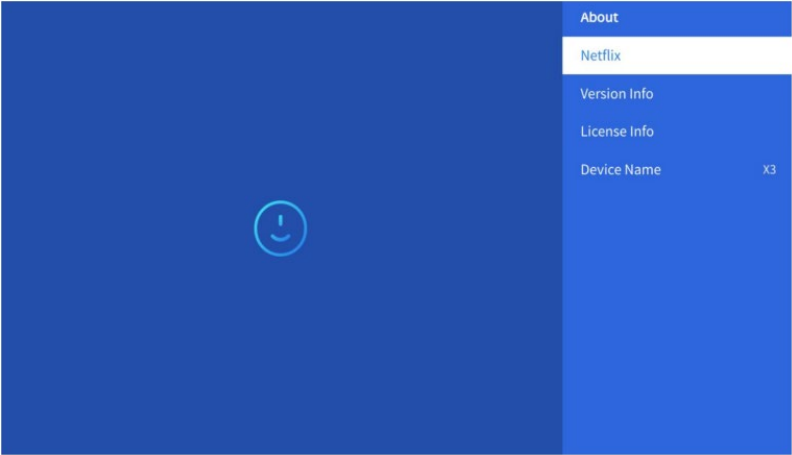 About
Netflix
Version Info
License Info
Device Name X3